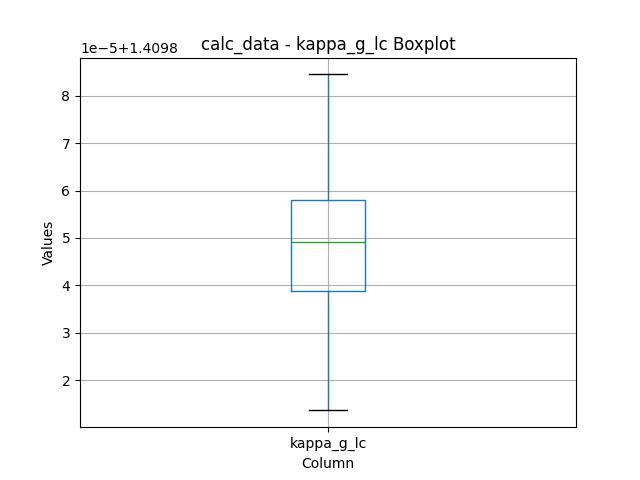 calc_data - kappa_g_lc Boxplot
1e−5+1.4098
8
7
6
5
4
3
2
Values
kappa_g_lc
Column